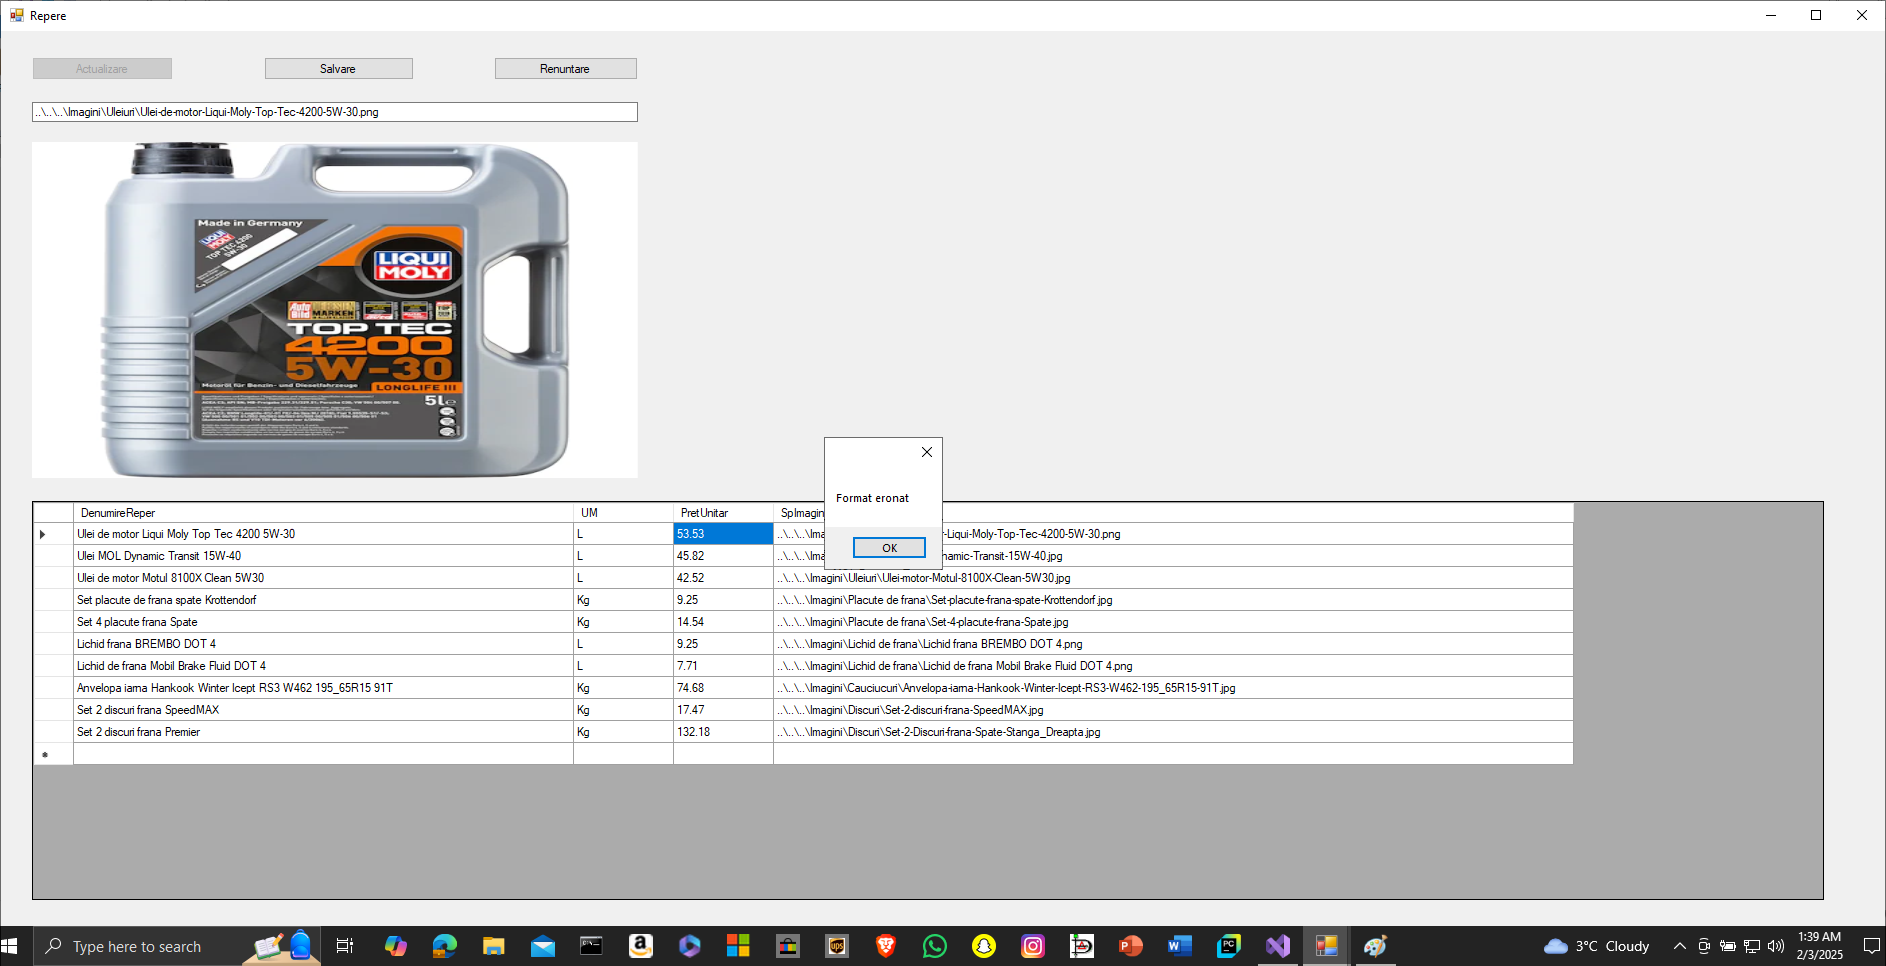 Repere
Actualizare Salvare Renuntare
..\..\..\Imagini\Uleiuri\Ulei-de-motor-Liqui-Moly-Top-Tec-4200-5W-30.png
Made in Germany
LIQUI MOLY
TOP TEC 4200
5W-30
LIQUI
MOLY
Auto Bild
MARKEN
TOP TEC
4200
5W-30
Motoröl für Benzin- und Dieselfahrzeuge
LONGLIFE III
5L
Format eronat
OK
DenumireReper UM PretUnitar SpImagin
Ulei de motor Liqui Moly Top Tec 4200 5W-30 L 53.53 ..\..\..\Ima -Liqui-Moly-Top-Tec-4200-5W-30.png
Ulei MOL Dynamic Transit 15W-40 L 45.82 ..\..\..\Ima namic-Transit-15W-40.jpg
Ulei de motor Motul 8100X Clean 5W30 L 42.52 ..\..\..\Imagini\Uleiuri\Ulei-motor-Motul-8100X-Clean-5W30.jpg
Set placute de frana spate Krottendorf Kg 9.25 ..\..\..\Imagini\Placute de frana\Set-placute-frana-spate-Krottendorf.jpg
Set 4 placute frana Spate Kg 14.54 ..\..\..\Imagini\Placute de frana\Set-4-placute-frana-Spate.jpg
Lichid frana BREMBO DOT 4 L 9.25 ..\..\..\Imagini\Lichid de frana\Lichid frana BREMBO DOT 4.png
Lichid de frana Mobil Brake Fluid DOT 4 L 7.71 ..\..\..\Imagini\Lichid de frana\Lichid de frana Mobil Brake Fluid DOT 4.png
Anvelopa iarna Hankook Winter Icept RS3 W462 195_65R15 91T Kg 74.68 ..\..\..\Imagini\Cauciucuri\Anvelopa-iarna-Hankook-Winter-Icept-RS3-W462-195_65R15-91T.jpg
Set 2 discuri frana SpeedMAX Kg 17.47 ..\..\..\Imagini\Discuri\Set-2-discuri-frana-SpeedMAX.jpg
Set 2 discuri frana Premier Kg 132.18 ..\..\..\Imagini\Discuri\Set-2-Discuri-frana-Spate-Stanga_Dreapta.jpg
Type here to search
3°C Cloudy
1:39 AM
2/3/2025